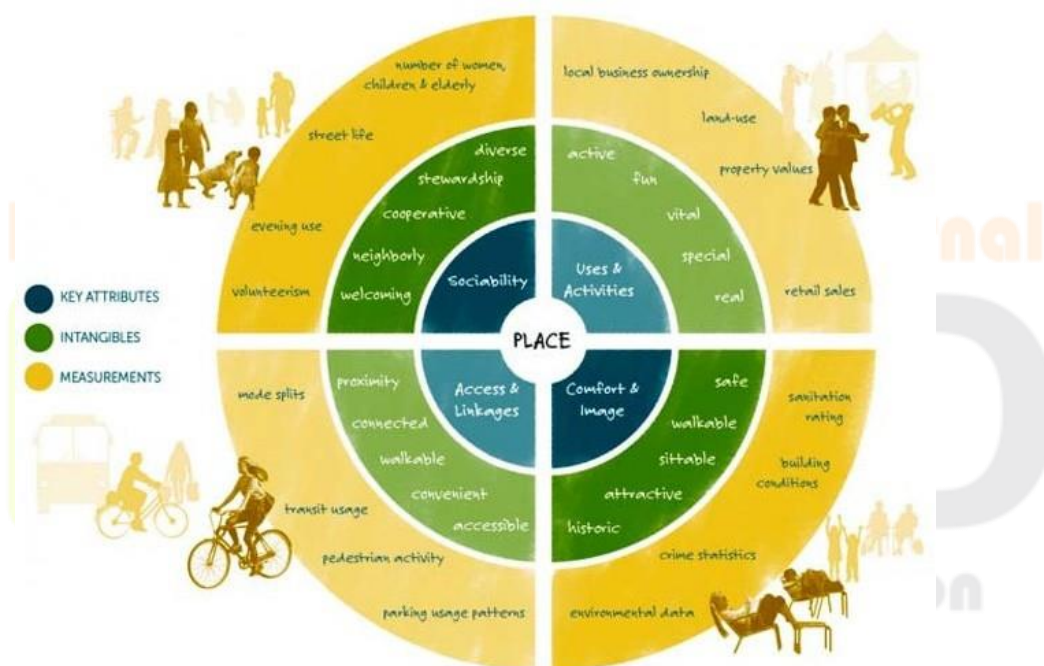 number of women,
children & elderly
street life
evening use
volunteerism
diverse
stewardship
cooperative
neighborly
welcoming
Sociability
local business ownership
land-use
property values
retail sales
active
fun
vital
special
real
Uses &
Activities
KEY ATTRIBUTES
INTANGIBLES
MEASUREMENTS
PLACE
mode splits
transit usage
pedestrian activity
parking usage patterns
proximity
connected
walkable
convenient
accessible
Access &
Linkages
Comfort &
Image
safe
walkable
sittable
attractive
historic
sanitation
rating
building
conditions
crime statistics
environmental data
nal
on